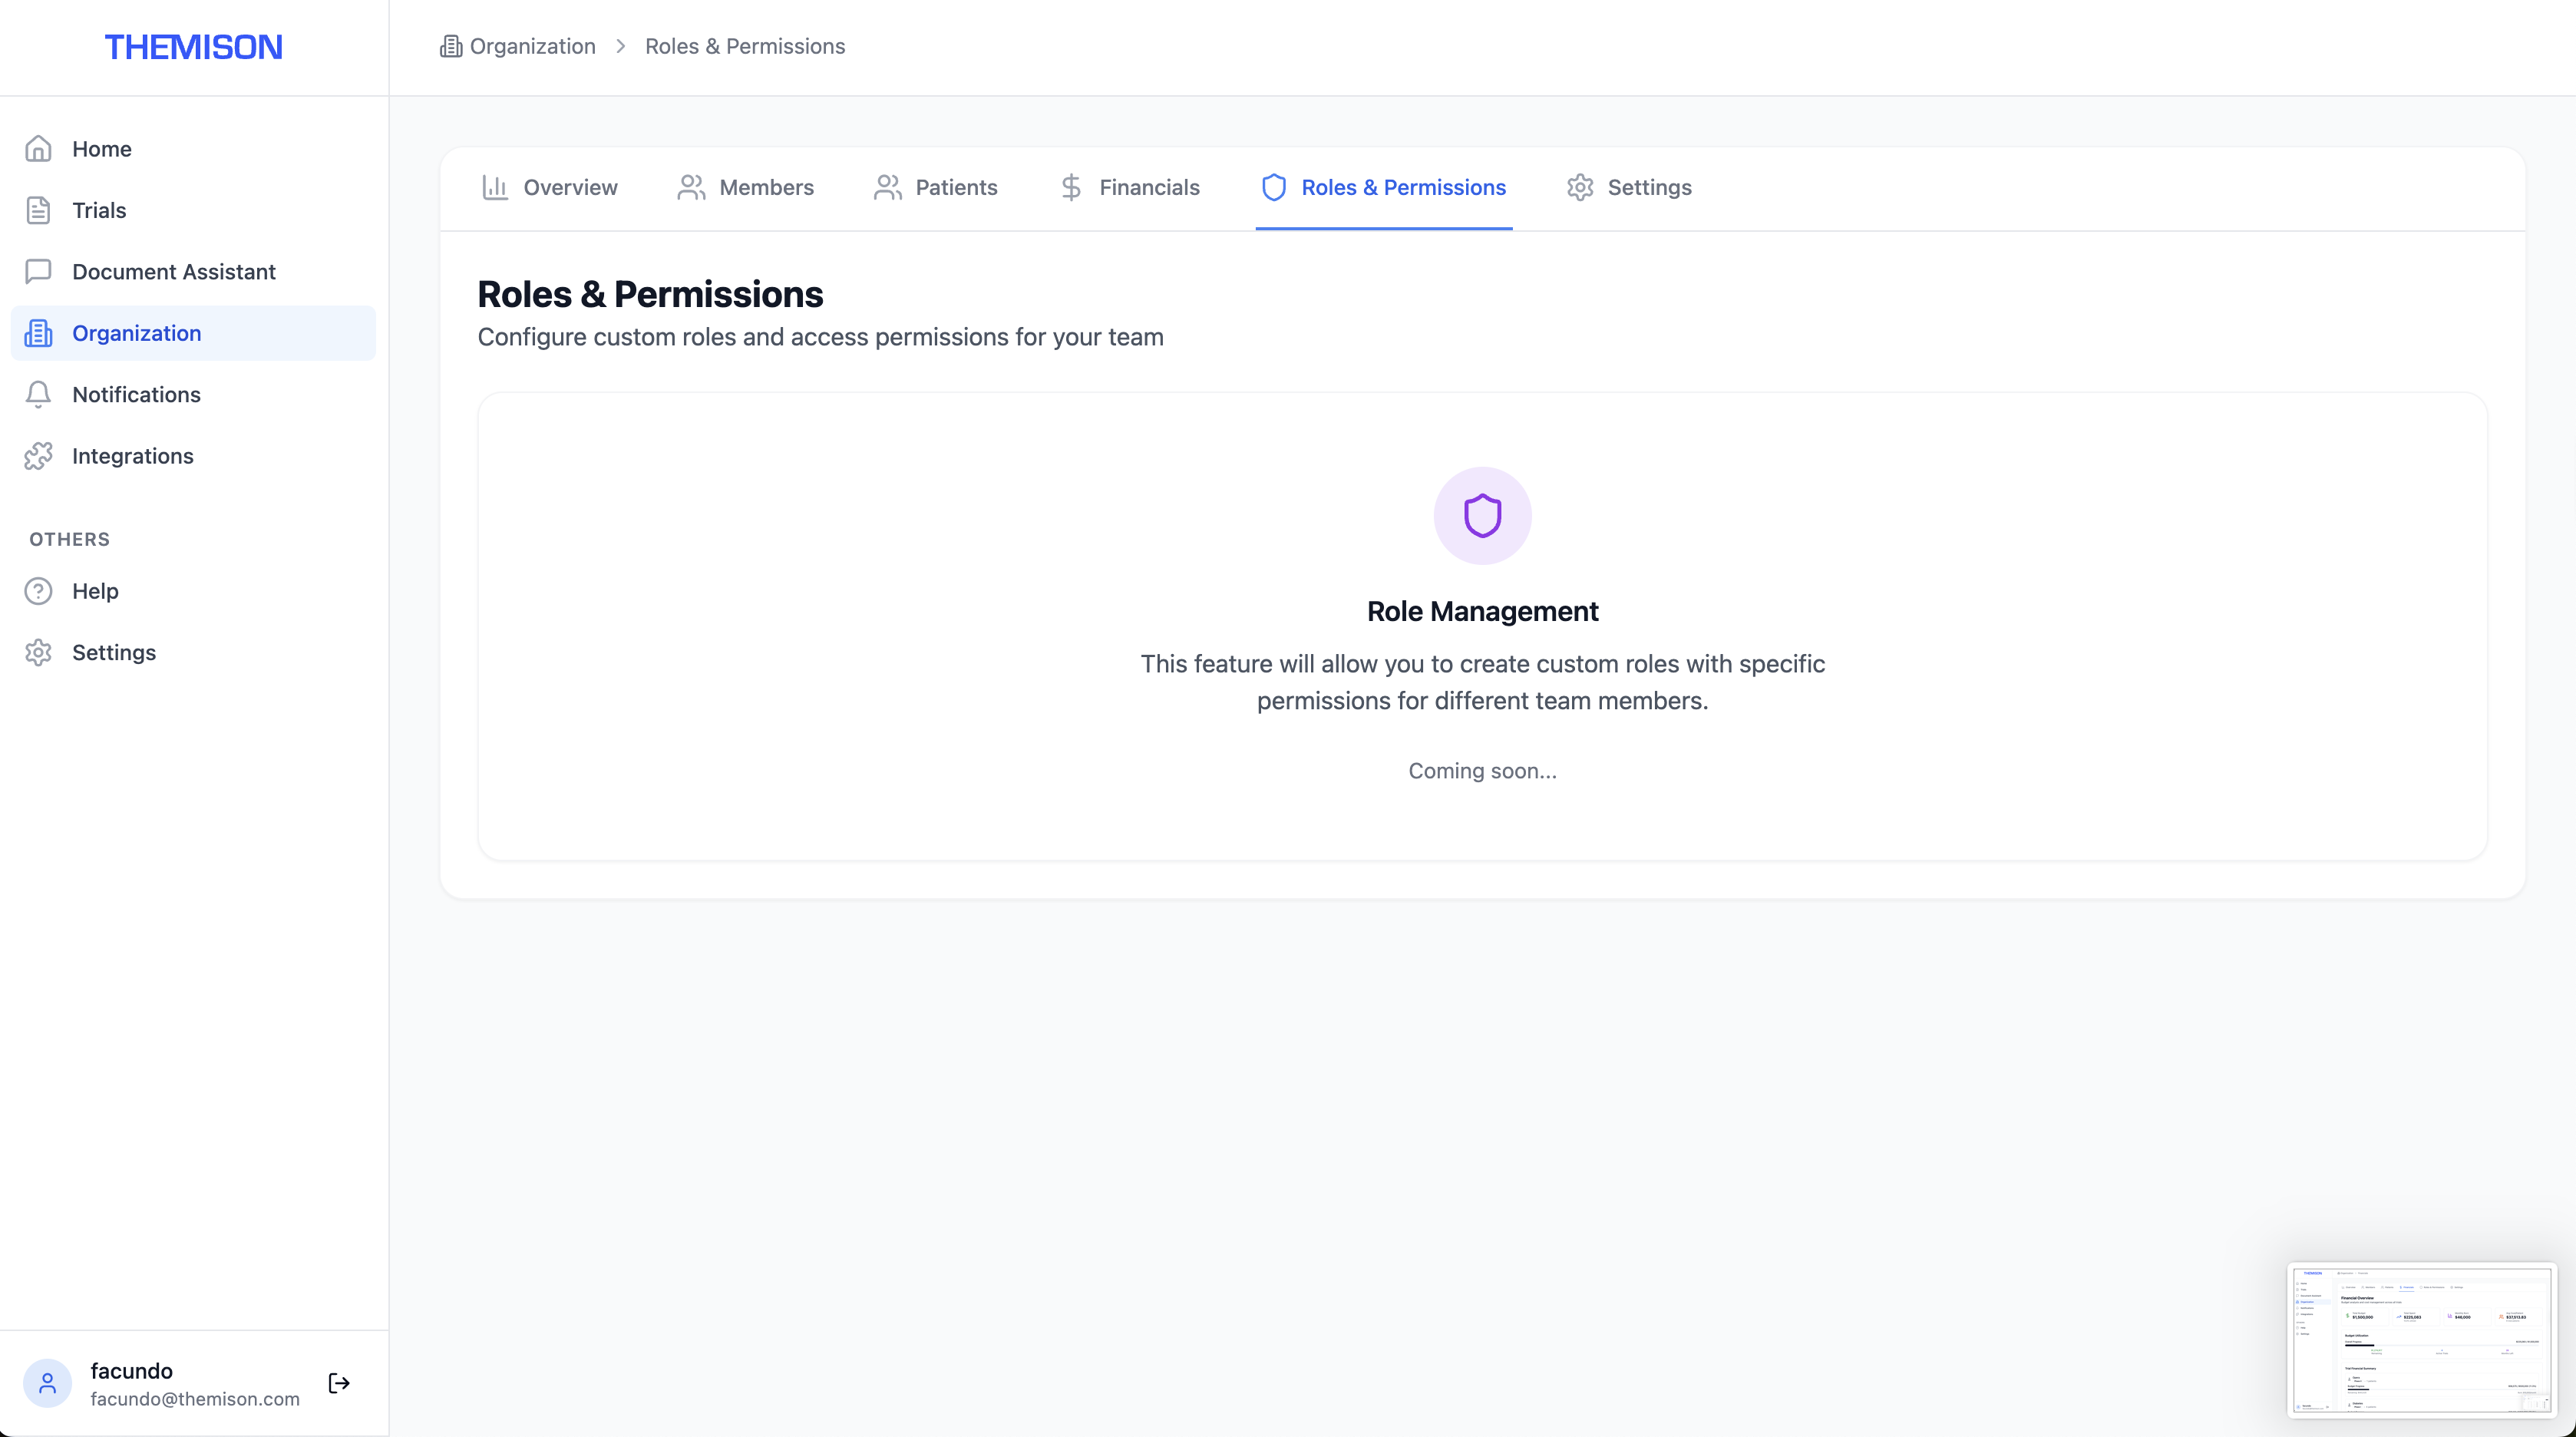 THEMISON
Organization > Roles & Permissions
Home
Trials
Document Assistant
Organization
Notifications
Integrations
OTHERS
Help
Settings
facundo
facundo@themison.com
Overview Members Patients Financials Roles & Permissions Settings
Roles & Permissions
Configure custom roles and access permissions for your team
Role Management
This feature will allow you to create custom roles with specific
permissions for different team members.
Coming soon...
Financial Overview